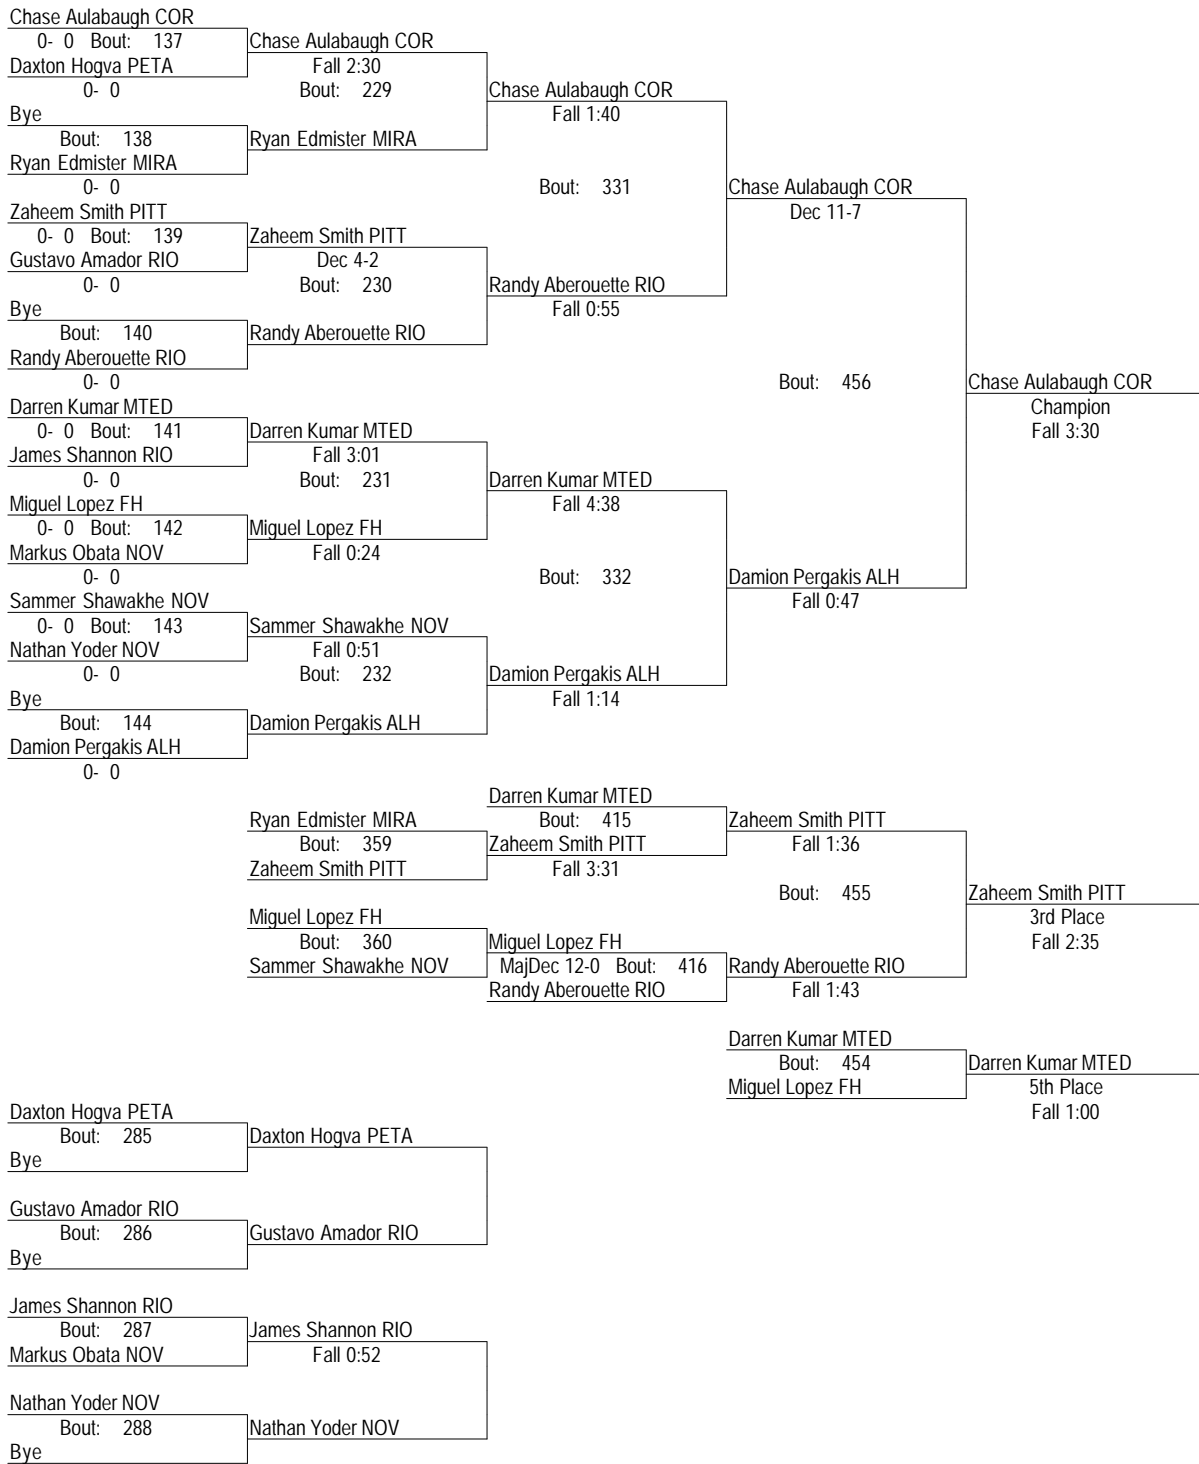 Chase Aulabaugh COR
0- 0 Bout: 137 Chase Aulabaugh COR
Daxton Hogva PETA Fall 2:30
0- 0 Bout: 229 Chase Aulabaugh COR
Bye Fall 1:40
Bout: 138 Ryan Edmister MIRA
Ryan Edmister MIRA
0- 0 Bout: 331 Chase Aulabaugh COR
Zaheem Smith PITT Dec 11-7
0- 0 Bout: 139 Zaheem Smith PITT
Gustavo Amador RIO Dec 4-2
0- 0 Bout: 230 Randy Aberouette RIO
Bye Fall 0:55
Bout: 140 Randy Aberouette RIO
Randy Aberouette RIO
0- 0 Bout: 456 Chase Aulabaugh COR
Darren Kumar MTED Champion
0- 0 Bout: 141 Darren Kumar MTED Fall 3:30
James Shannon RIO Fall 3:01
0- 0 Bout: 231 Darren Kumar MTED
Miguel Lopez FH Fall 4:38
0- 0 Bout: 142 Miguel Lopez FH
Markus Obata NOV Fall 0:24
0- 0 Bout: 332 Damion Pergakis ALH
Sammer Shawakhe NOV Fall 0:47
0- 0 Bout: 143 Sammer Shawakhe NOV
Nathan Yoder NOV Fall 0:51
0- 0 Bout: 232 Damion Pergakis ALH
Bye Fall 1:14
Bout: 144 Damion Pergakis ALH
Damion Pergakis ALH
0- 0
Darren Kumar MTED
Ryan Edmister MIRA Bout: 415 Zaheem Smith PITT
Bout: 359 Zaheem Smith PITT Fall 1:36
Zaheem Smith PITT Fall 3:31
Bout: 455 Zaheem Smith PITT
Miguel Lopez FH 3rd Place
Bout: 360 Miguel Lopez FH Fall 2:35
Sammer Shawakhe NOV MajDec 12-0 Bout: 416 Randy Aberouette RIO
Randy Aberouette RIO Fall 1:43
Darren Kumar MTED
Bout: 454 Darren Kumar MTED
Miguel Lopez FH 5th Place
Daxton Hogva PETA Fall 1:00
Bout: 285 Daxton Hogva PETA
Bye
Gustavo Amador RIO
Bout: 286 Gustavo Amador RIO
Bye
James Shannon RIO
Bout: 287 James Shannon RIO
Markus Obata NOV Fall 0:52
Nathan Yoder NOV
Bout: 288 Nathan Yoder NOV
Bye